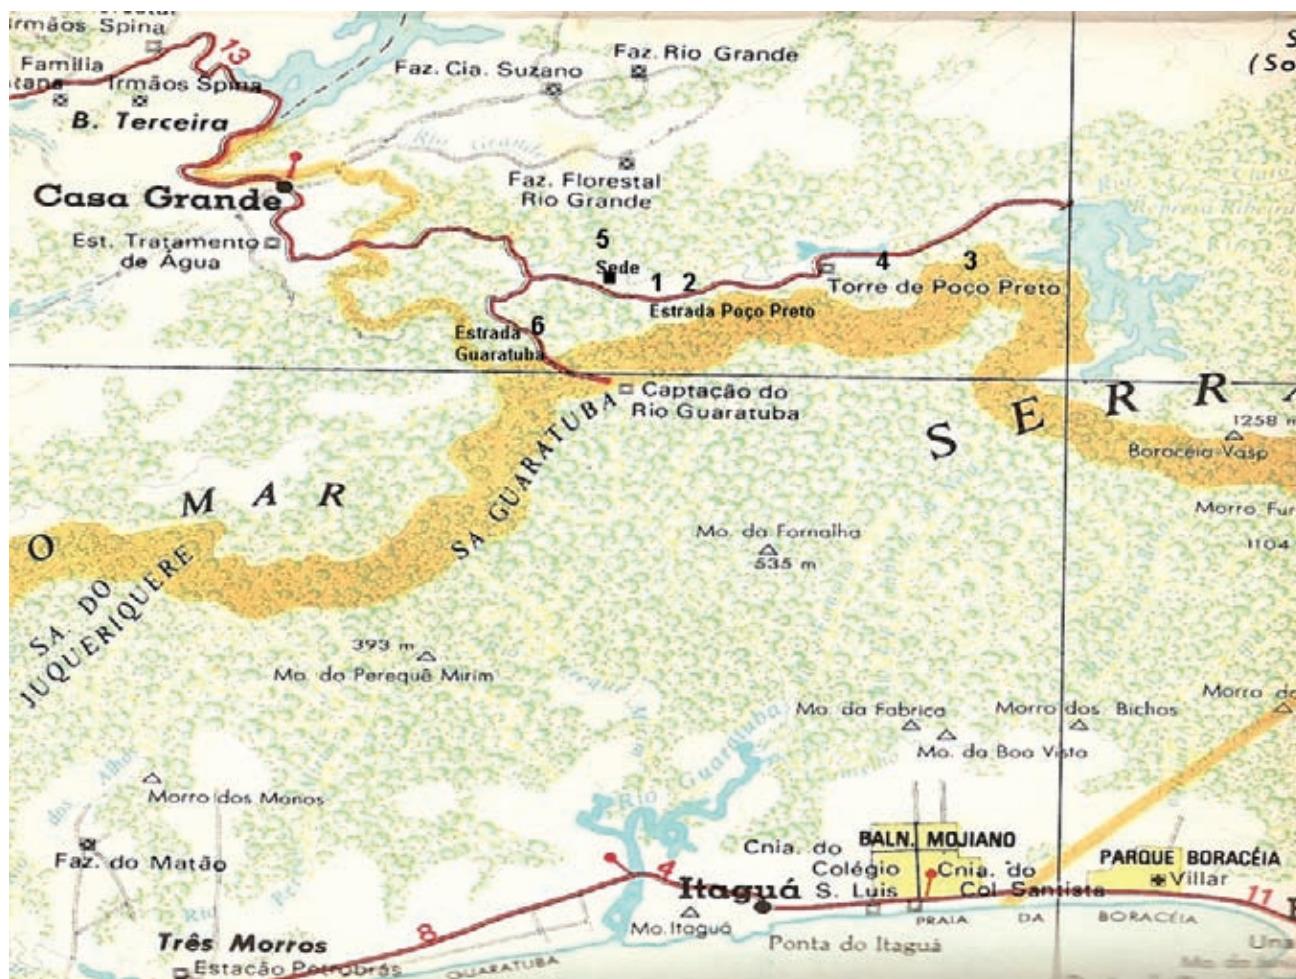 Irmãos Spina
13
Familia
Irmãos Spina
B. Terceira
Faz. Cia. Suzano
Faz. Rio Grande
Rio Grande
Casa Grande
Faz. Florestal
Rio Grande
Est. Tratamento
de Água
5
Sede
1 2
4
3
Torre de Poço Preto
Estrada Poço Preto
6
Estrada
Guaratuba
Captação do
Rio Guaratuba
SERRA
1258 m
Boracéia-Vasp
MAR
O
SA GUARATUBA
SA. DO
JUQUERIQUERE
Mo. da Fornalha
535 m
1104
393 m
Mo. do Perequê Mirim
Mo. da Fabrica
Morro dos Bichos
Mo. da Boa Vista
Rio Guaratuba
Morro dos Monos
Faz. do Matão
BALN. MOJIANO
Cnia. do
Colégio
S. Luis
Cnia. do
Col Santista
PARQUE BORACÉIA
Villar
4
Itaguá
11
8
Mo. Itaguá
PRAIA DA BORACÉIA
Ponta do Itaguá
Três Morros
Estacão Petrobrás
GUARATUBA